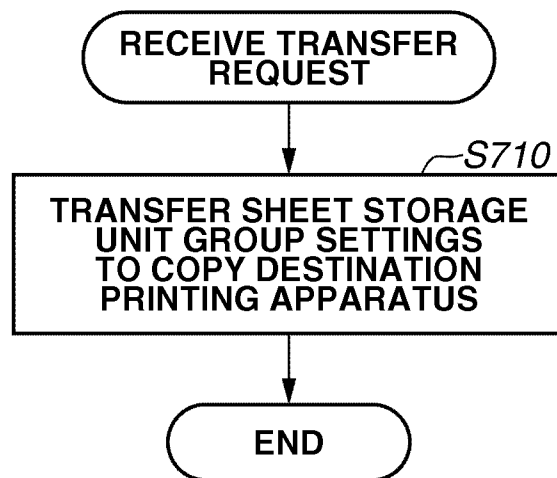 RECEIVE TRANSFER
REQUEST
S710
TRANSFER SHEET STORAGE
UNIT GROUP SETTINGS
TO COPY DESTINATION
PRINTING APPARATUS
END